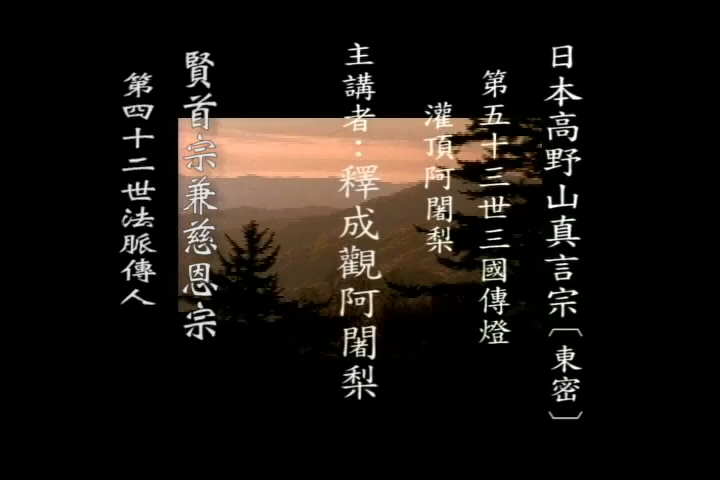 日本高野山真言宗〔東密〕
第五十三世三國傳燈
灌頂阿闍梨
主講者：釋成觀阿闍梨
賢首宗兼慈恩宗
第四十二世法脈傳人